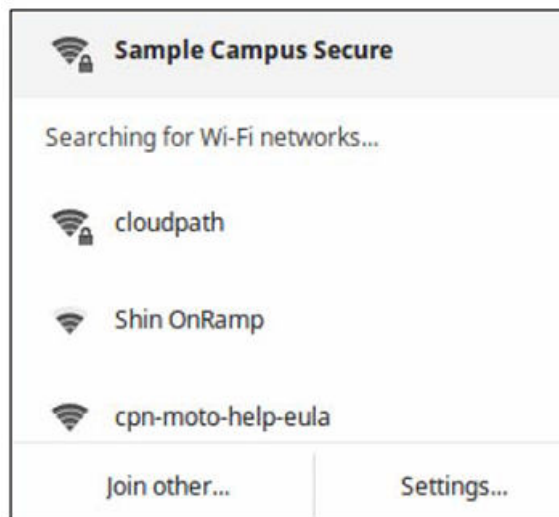 Sample Campus Secure
Searching for Wi-Fi networks...
cloudpath
Shin OnRamp
cpn-moto-help-eula
Join other... Settings...